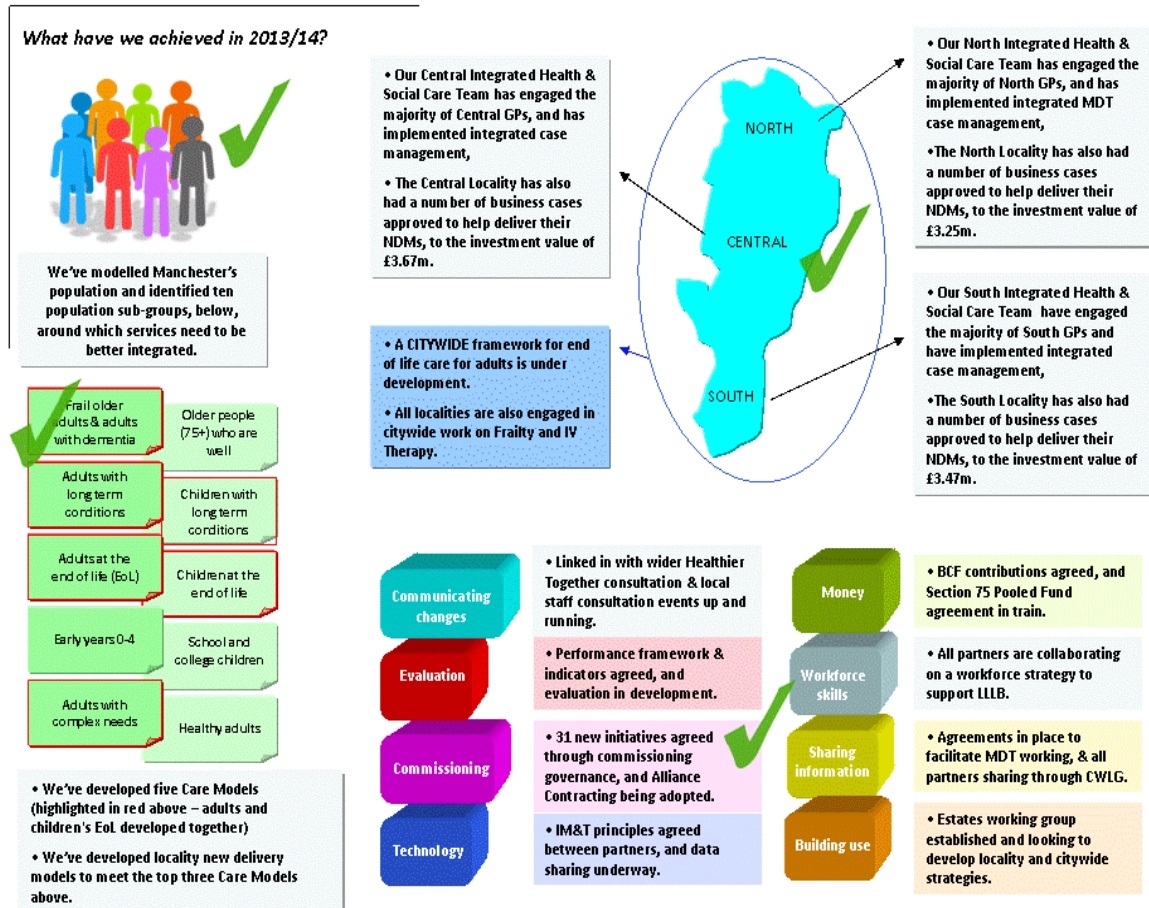 What have we achieved in 2013/14?
We've modelled Manchester's
population and identified ten
population sub-groups, below,
around which services need to be
better integrated.
Frail older
adults & adults
with dementia
Older people
(75+) who are
well
Adults with
long term
conditions
Children with
long term
conditions
Adults at the
end of life (EoL)
Children at the
end of life
Early years 0-4
School and
college children
Adults with
complex needs
Healthy adults
• We've developed five Care Models
(highlighted in red above – adults and
children's EoL developed together)
• We've developed locality new delivery
models to meet the top three Care Models
above.
• Our Central Integrated Health &
Social Care Team has engaged the
majority of Central GPs, and has
implemented integrated case
management,
• The Central Locality has also
had a number of business cases
approved to help deliver their
NDMs, to the investment value of
£3.67m.
• A CITYWIDE framework for end
of life care for adults is under
development.
• All localities are also engaged in
citywide work on Frailty and IV
Therapy.
NORTH
CENTRAL
SOUTH
• Our North Integrated Health &
Social Care Team has engaged the
majority of North GPs, and has
implemented integrated MDT
case management,
•The North Locality has also had
a number of business cases
approved to help deliver their
NDMs, to the investment value of
£3.25m.
• Our South Integrated Health &
Social Care Team have engaged
the majority of South GPs and
have implemented integrated
case management,
•The South Locality has also had
a number of business cases
approved to help deliver their
NDMs, to the investment value of
£3.47m.
Communicating
changes
• Linked in with wider Healthier
Together consultation & local
staff consultation events up and
running.
Evaluation
• Performance framework &
indicators agreed, and
evaluation in development.
Commissioning
• 31 new initiatives agreed
through commissioning
governance, and Alliance
Contracting being adopted.
Technology
• IM&T principles agreed
between partners, and data
sharing underway.
Money
• BCF contributions agreed, and
Section 75 Pooled Fund
agreement in train.
Workforce
skills
• All partners are collaborating
on a workforce strategy to
support LLLB.
Sharing
information
• Agreements in place to
facilitate MDT working, & all
partners sharing through CWLG.
Building use
• Estates working group
established and looking to
develop locality and citywide
strategies.